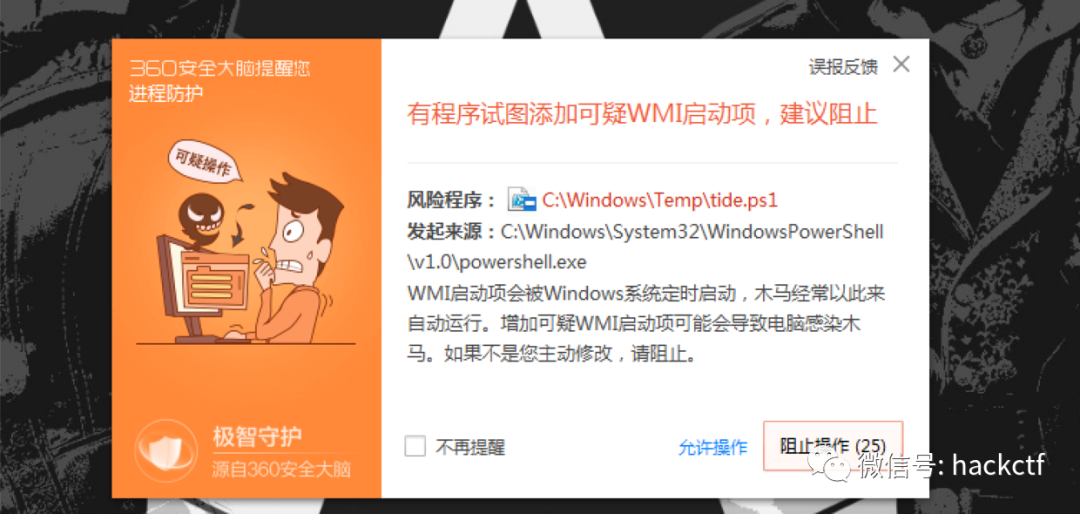 360安全大脑提醒您
进程防护
误报反馈
有程序试图添加可疑WMI启动项，建议阻止
可疑操作
风险程序： C:\Windows\Temp\tide.ps1
发起来源：C:\Windows\System32\WindowsPowerShell
\v1.0\powershell.exe
WMI启动项会被Windows系统定时启动，木马经常以此来
自动运行。增加可疑WMI启动项可能会导致电脑感染木
马。如果不是您主动修改，请阻止。
极智守护
源自360安全大脑
不再提醒
允许操作
阻止操作 (25)
微信号: hackctf